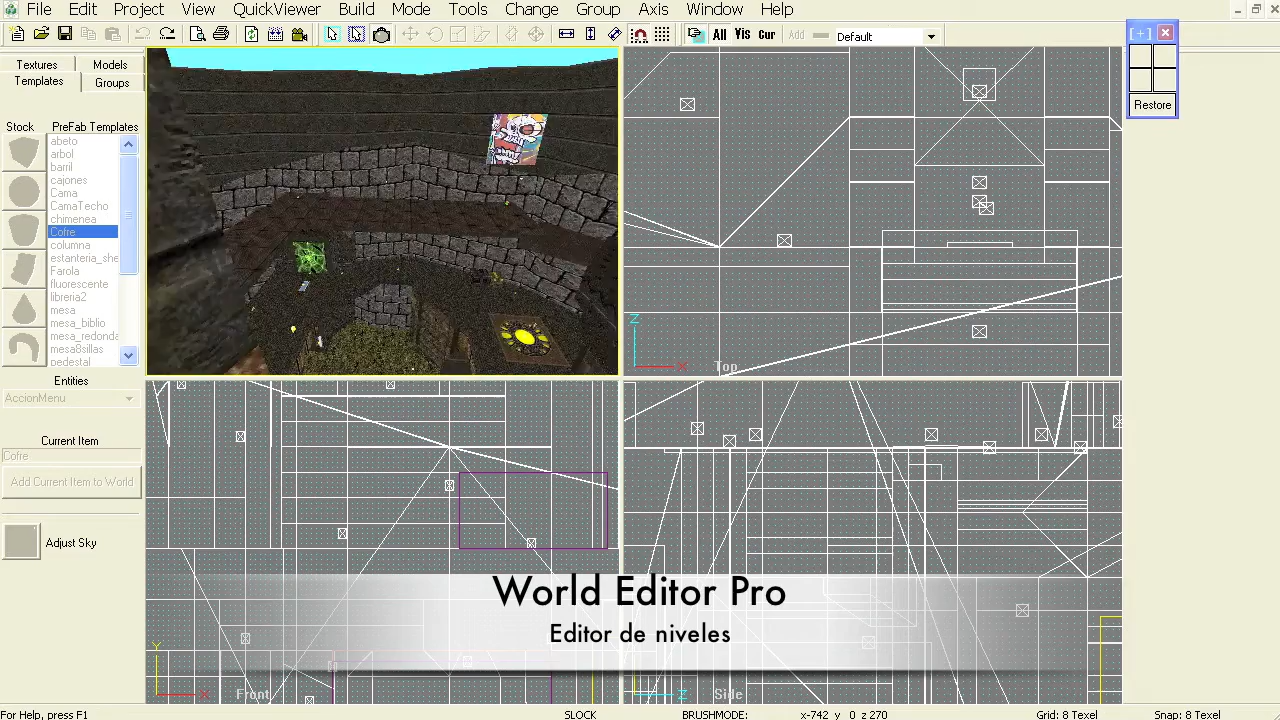 File Edit Project View QuickViewer Build Mode Tools Change Group Axis Window Help
All Vis Cur Add Default
[+]
Restore
Textures Models
Templates Groups
Stock PreFab Templates
abeto
arbol
barril
cajones
Cama
CamaTecho
chimenea
Cofre
columna
estanteria_she
Farola
fluorescente
libreria2
mesa
mesa_biblio
mesa_redonda
mesa8sillas
pedestal
Entities
AccionMenu
Current Item
Cofre
Add Current Item to World
Adjust Sky
Z
X Top
World Editor Pro
Editor de niveles
Y
X Front
Z Side
For Help, press F1 SLOCK BRUSHMODE: x-742 y 0 z 270 Grid: 8 Texel Snap: 8 Texel